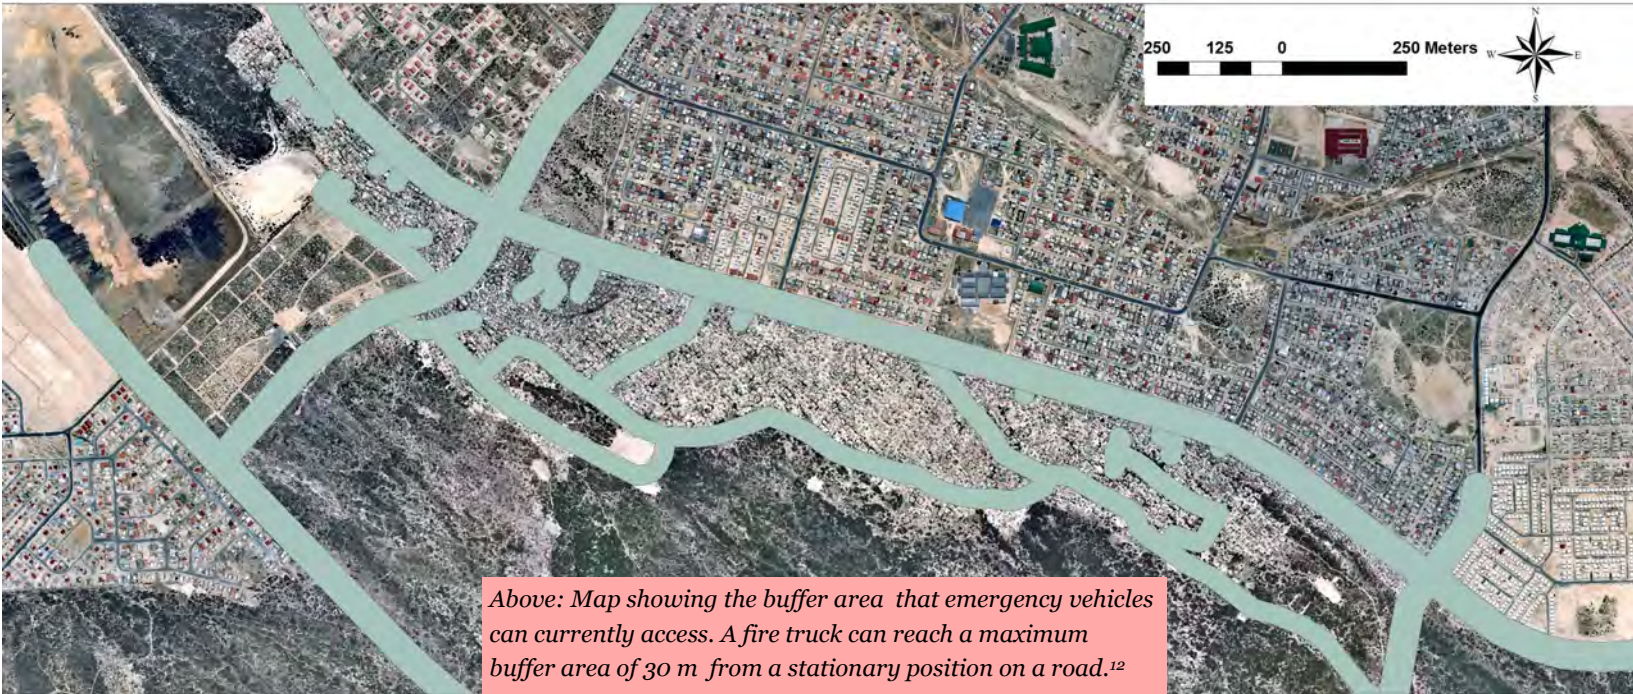 250 125 0 250 Meters
N
W E
S
Above: Map showing the buffer area that emergency vehicles
can currently access. A fire truck can reach a maximum
buffer area of 30 m from a stationary position on a road.¹²